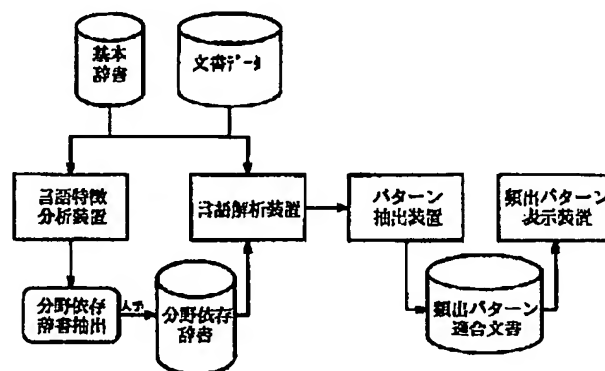 基本
辞書
文書データ
言語特徴
分析装置
言語解析装置
パターン
抽出装置
頻出パターン
表示装置
分野依存
辞書抽出
人手
分野依存
辞書
頻出パターン
適合文書